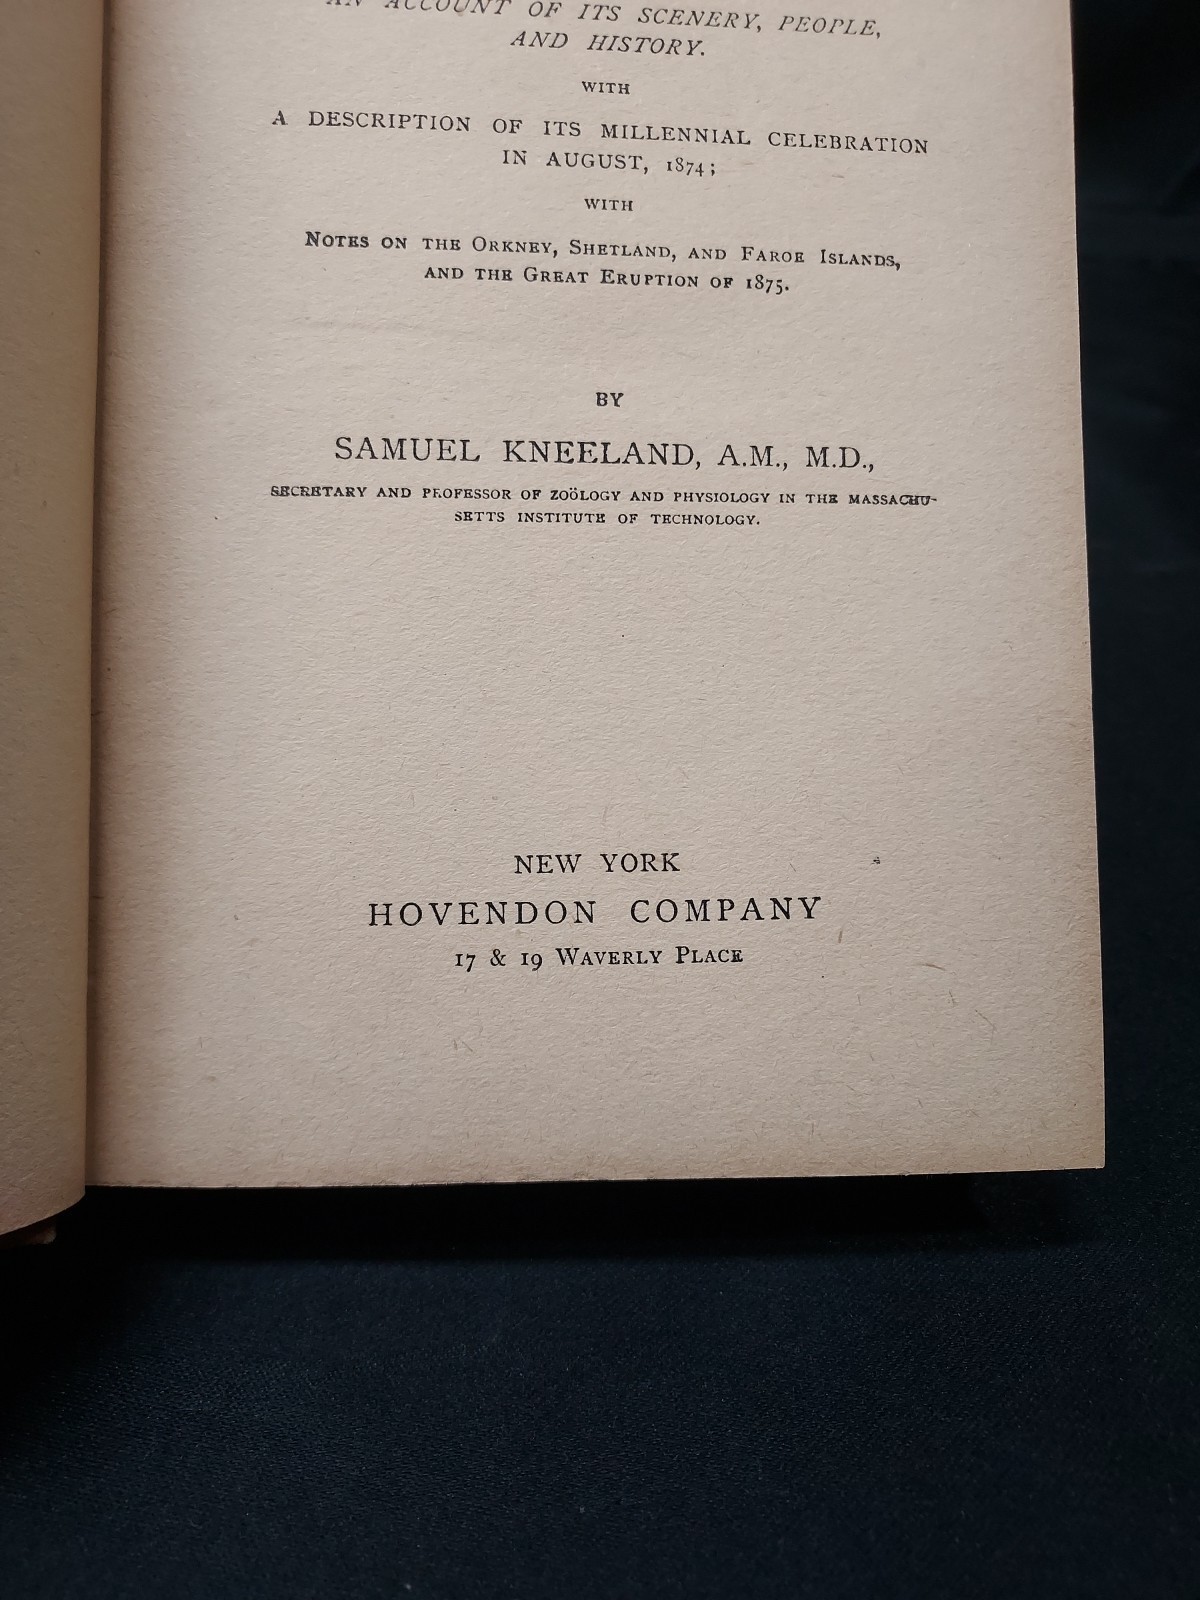 AN ACCOUNT OF ITS SCENERY, PEOPLE,
AND HISTORY.
WITH
A DESCRIPTION OF ITS MILLENNIAL CELEBRATION
IN AUGUST, 1874;
WITH
NOTES ON THE ORKNEY, SHETLAND, AND FAROE ISLANDS,
AND THE GREAT ERUPTION OF 1875.
BY
SAMUEL KNEELAND, A.M., M.D.,
SECRETARY AND PROFESSOR OF ZOÖLOGY AND PHYSIOLOGY IN THE MASSACHU-
SETTS INSTITUTE OF TECHNOLOGY.
NEW YORK
HOVENDON COMPANY
17 & 19 WAVERLY PLACE